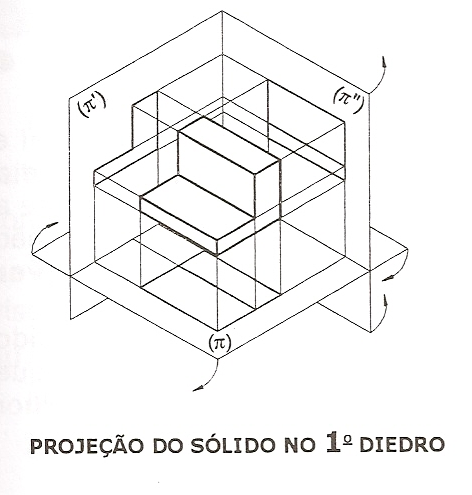 (π')
(π")
(π)
PROJEÇÃO DO SÓLIDO NO 1º DIEDRO